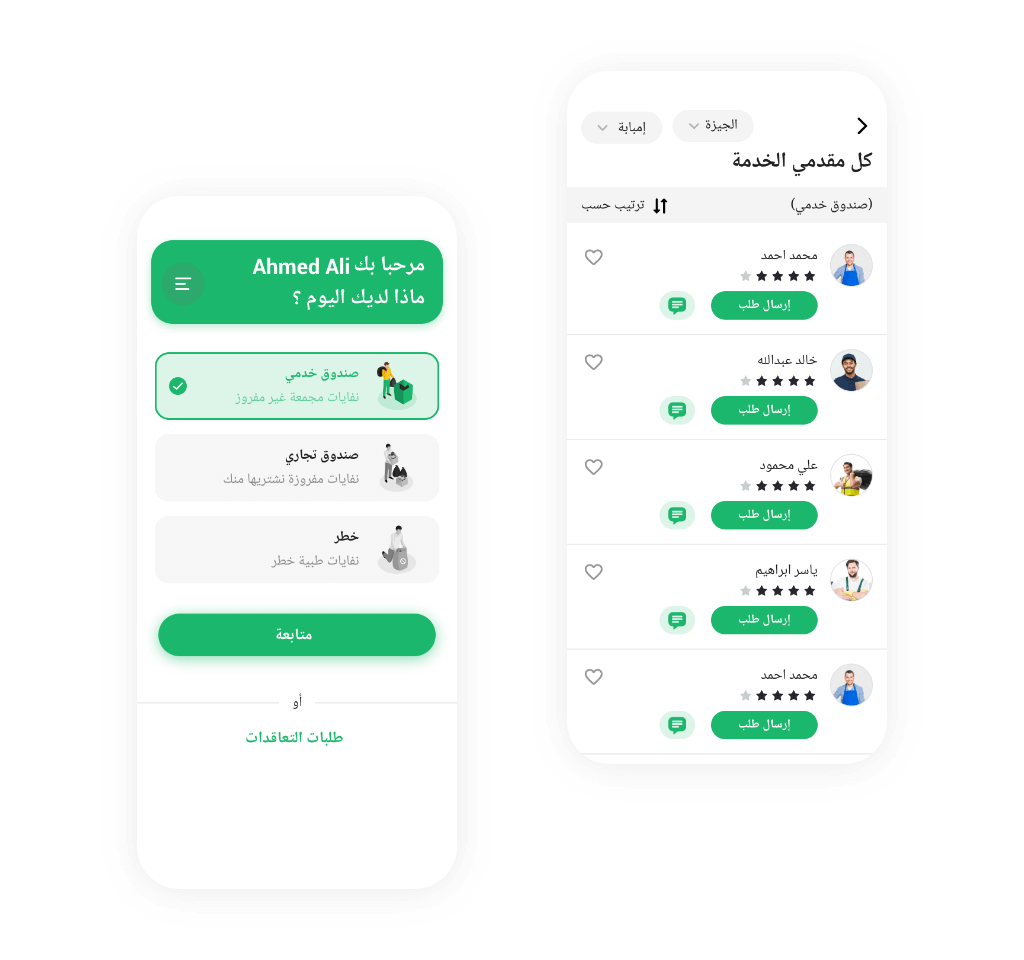 مرحبا بك Ahmed Ali
ماذا لديك اليوم ؟
صندوق خدمي
نفايات مجمعة غير مفروز
صندوق تجاري
نفايات مفروزة نشتريها منك
خطر
نفايات طبية خطر
متابعة
أو
طلبات التعاقدات
الجيزة
إمبابة
كل مقدمي الخدمة
(صندوق خدمي)
ترتيب حسب
محمد احمد
إرسال طلب
خالد عبدالله
إرسال طلب
علي محمود
إرسال طلب
ياسر ابراهيم
إرسال طلب
محمد احمد
إرسال طلب